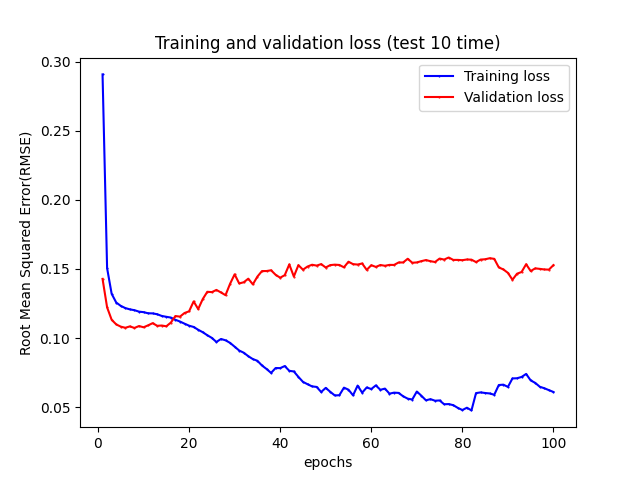 Training and validation loss (test 10 time)
Training loss
Validation loss
Root Mean Squared Error(RMSE)
0.30
0.25
0.20
0.15
0.10
0.05
0
20
40
60
80
100
epochs